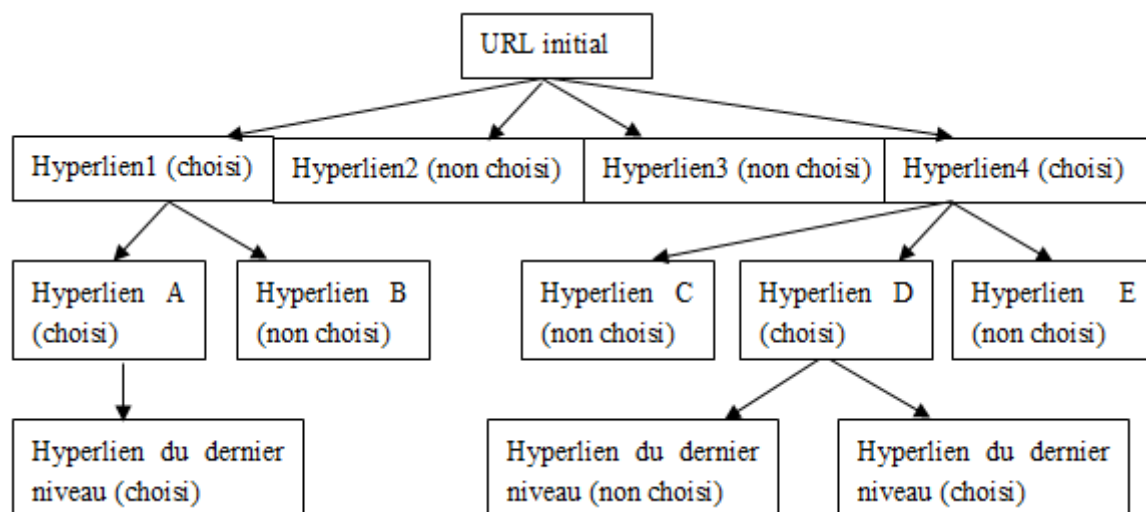 URL initial
Hyperlien1 (choisi)
Hyperlien2 (non choisi)
Hyperlien3 (non choisi)
Hyperlien4 (choisi)
Hyperlien A
(choisi)
Hyperlien B
(non choisi)
Hyperlien C
(non choisi)
Hyperlien D
(choisi)
Hyperlien E
(non choisi)
Hyperlien du dernier
niveau (choisi)
Hyperlien du dernier
niveau (non choisi)
Hyperlien du dernier
niveau (choisi)